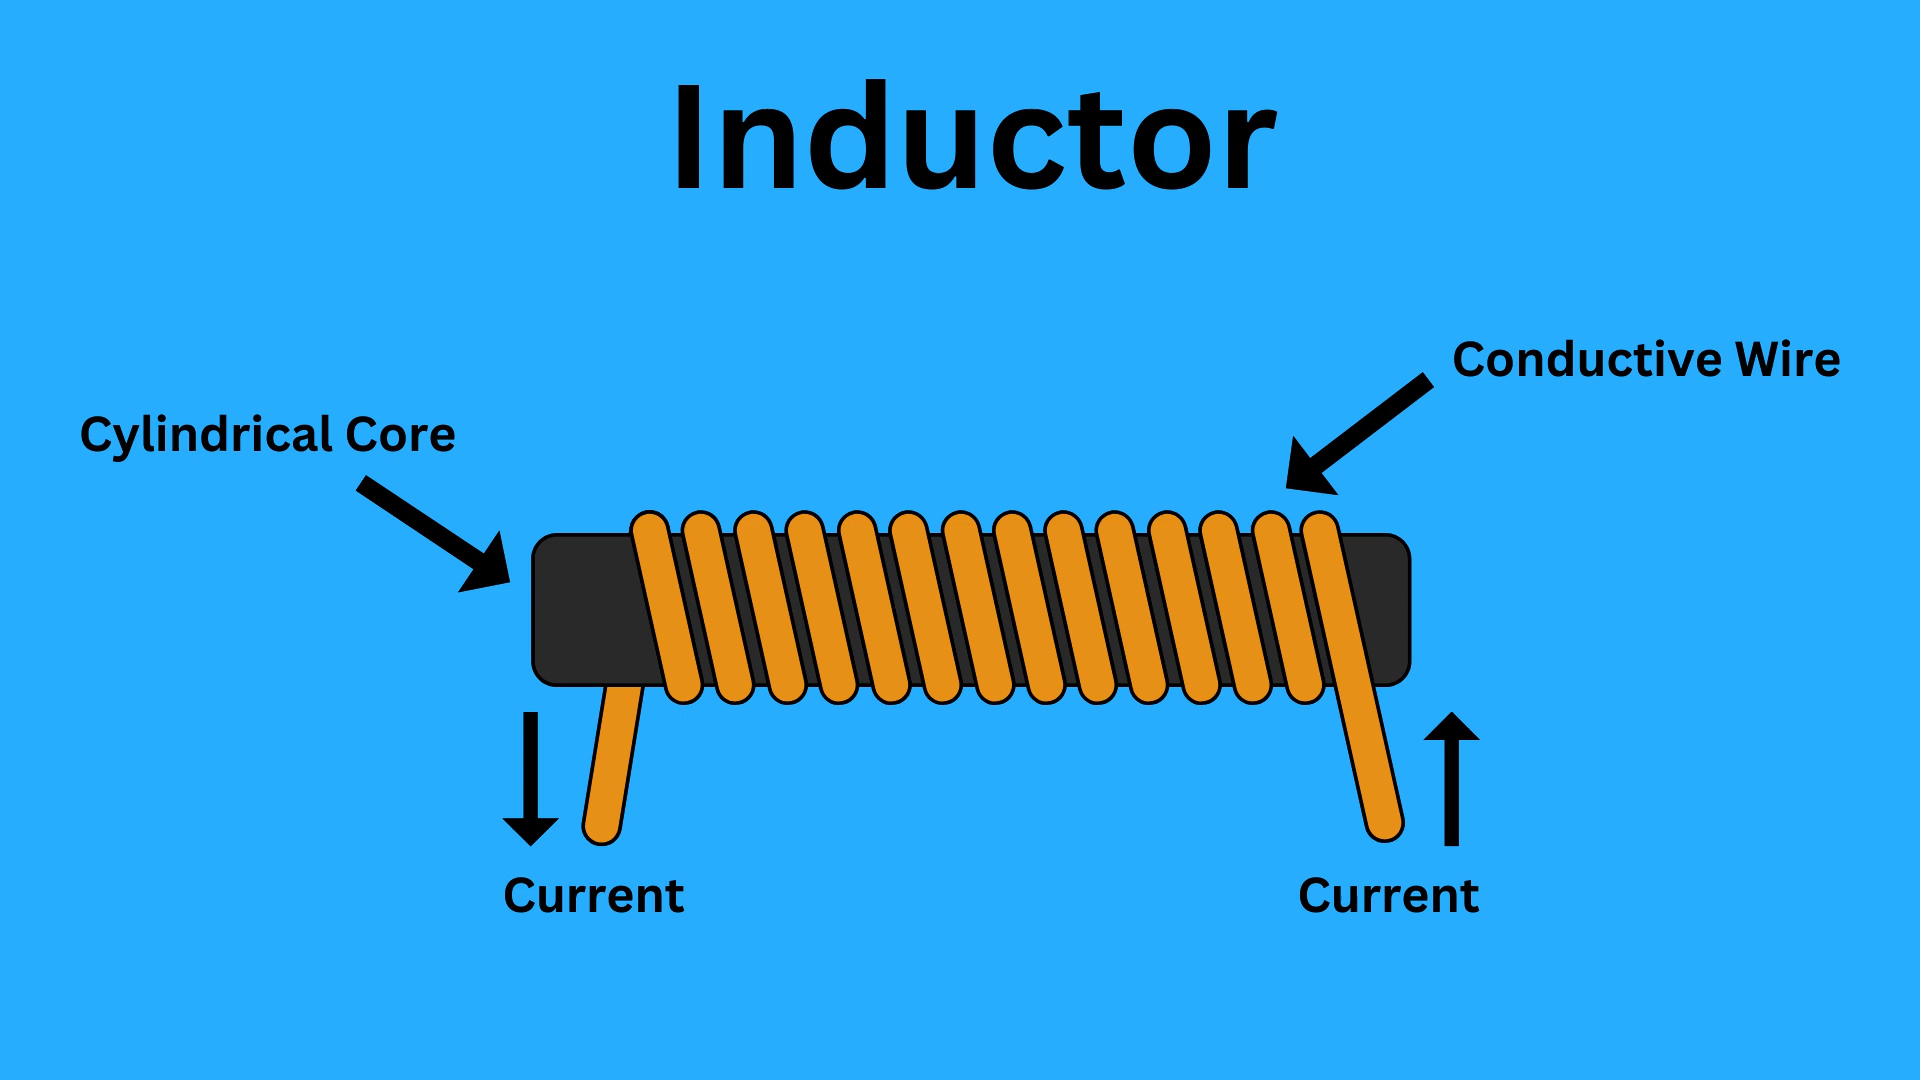 Inductor
Conductive Wire
Cylindrical Core
Current
Current